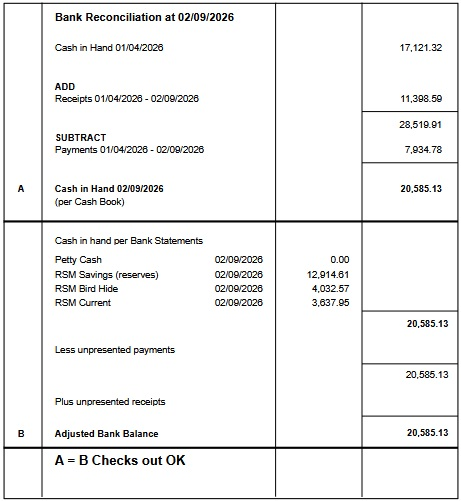 Bank Reconciliation at 02/09/2026
Cash in Hand 01/04/2026 17,121.32
ADD
Receipts 01/04/2026 - 02/09/2026 11,398.59
28,519.91
SUBTRACT
Payments 01/04/2026 - 02/09/2026 7,934.78
A Cash in Hand 02/09/2026 20,585.13
(per Cash Book)
Cash in hand per Bank Statements
Petty Cash 02/09/2026 0.00
RSM Savings (reserves) 02/09/2026 12,914.61
RSM Bird Hide 02/09/2026 4,032.57
RSM Current 02/09/2026 3,637.95
20,585.13
Less unpresented payments
20,585.13
Plus unpresented receipts
B Adjusted Bank Balance 20,585.13
A = B Checks out OK